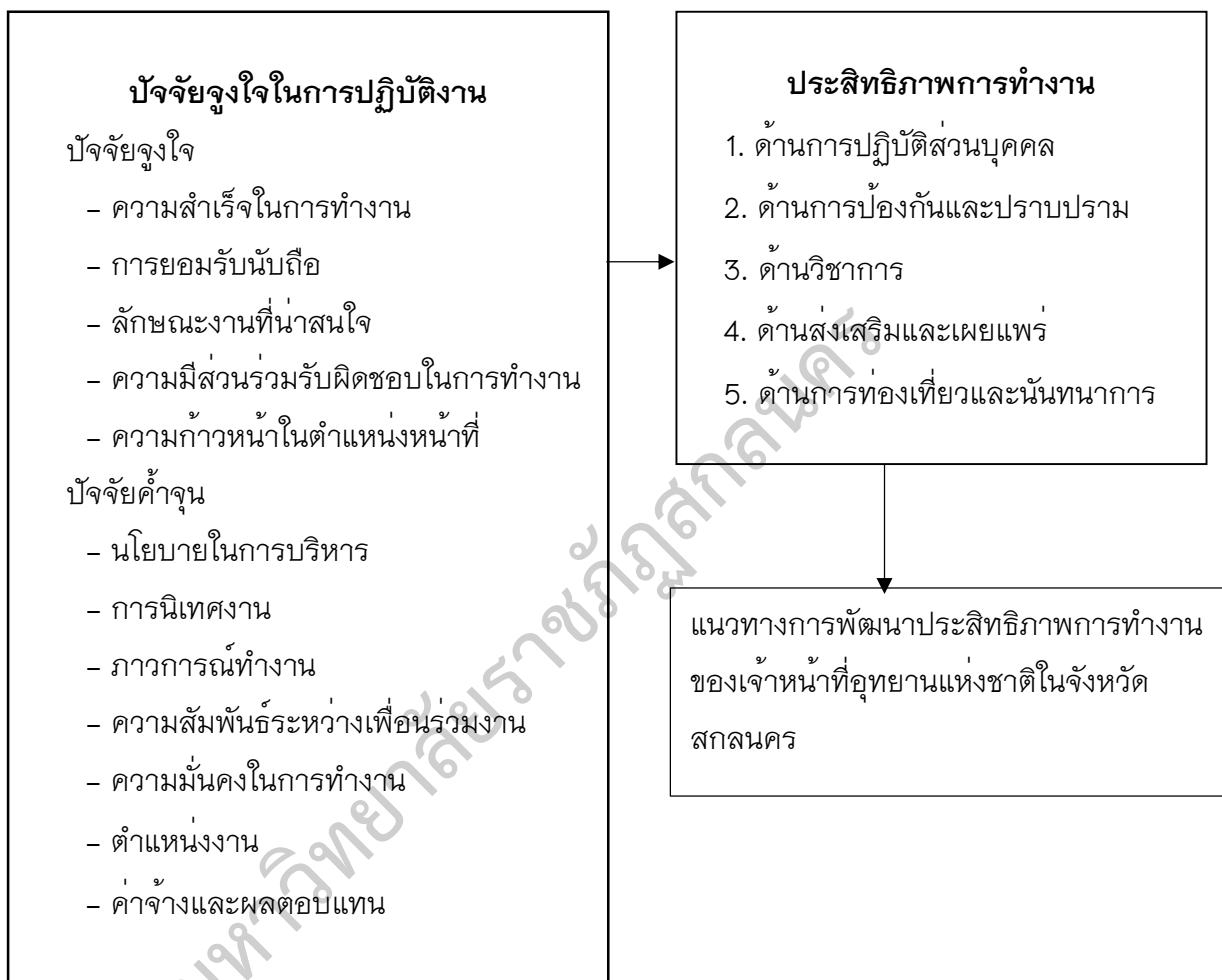 ปัจจัยจูงใจในการปฏิบัติงาน
ปัจจัยจูงใจ
– ความสำเร็จในการทำงาน
– การยอมรับนับถือ
– ลักษณะงานที่น่าสนใจ
– ความมีส่วนร่วมรับผิดชอบในการทำงาน
– ความก้าวหน้าในตำแหน่งหน้าที่
ปัจจัยค้ำจุน
– นโยบายในการบริหาร
– การนิเทศงาน
– ภาวการณ์ทำงาน
– ความสัมพันธ์ระหว่างเพื่อนร่วมงาน
– ความมั่นคงในการทำงาน
– ตำแหน่งงาน
– ค่าจ้างและผลตอบแทน
ประสิทธิภาพการทำงาน
1. ด้านการปฏิบัติส่วนบุคคล
2. ด้านการป้องกันและปราบปราม
3. ด้านวิชาการ
4. ด้านส่งเสริมและเผยแพร่
5. ด้านการท่องเที่ยวและนันทนาการ
แนวทางการพัฒนาประสิทธิภาพการทำงาน
ของเจ้าหน้าที่อุทยานแห่งชาติในจังหวัด
สกลนคร
มหาวิทยาลัยราชภัฏสกลนคร